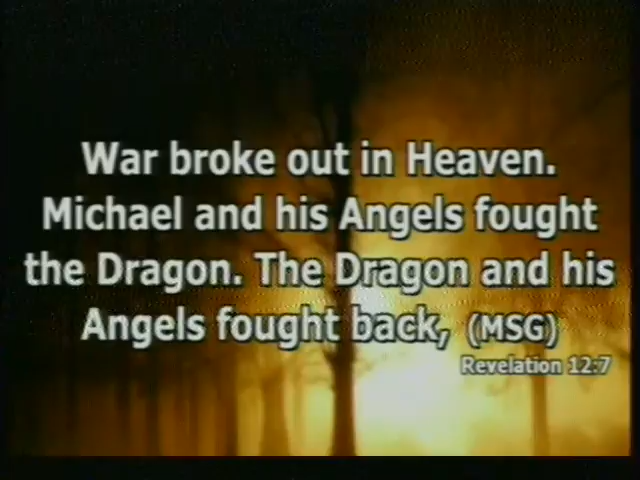 War broke out in Heaven.
Michael and his Angels fought
the Dragon. The Dragon and his
Angels fought back, (MSG)
Revelation 12:7